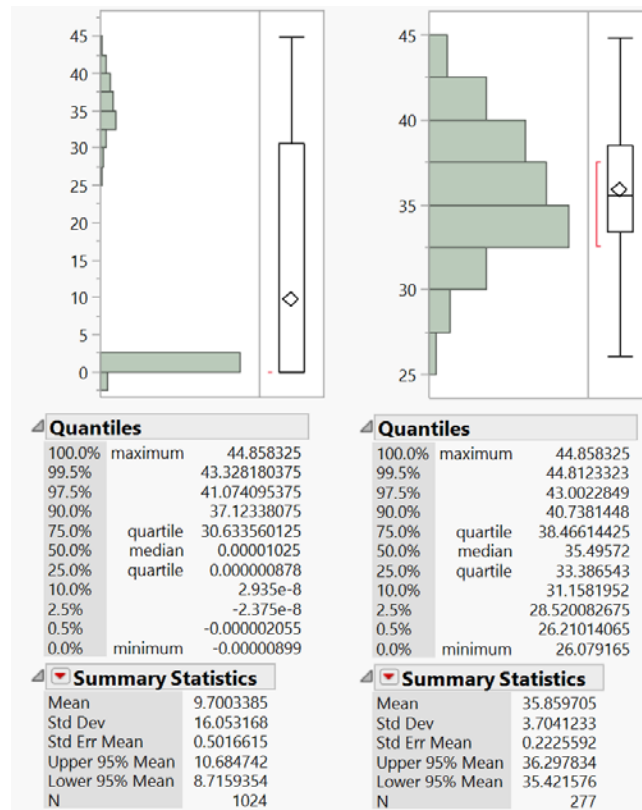 45
40
35
30
25
20
15
10
5
0
Quantiles
100.0% maximum 44.858325
99.5% 43.328180375
97.5% 41.074095375
90.0% 37.12338075
75.0% quartile 30.633560125
50.0% median 0.00001025
25.0% quartile 0.000000878
10.0% 2.935e-8
2.5% -2.375e-8
0.5% -0.000002055
0.0% minimum -0.00000899
Summary Statistics
Mean 9.7003385
Std Dev 16.053168
Std Err Mean 0.5016615
Upper 95% Mean 10.684742
Lower 95% Mean 8.7159354
N 1024
45
40
35
30
25
Quantiles
100.0% maximum 44.858325
99.5% 44.8123323
97.5% 43.0022849
90.0% 40.7381448
75.0% quartile 38.46614425
50.0% median 35.49572
25.0% quartile 33.386543
10.0% 31.1581952
2.5% 28.520082675
0.5% 26.21014065
0.0% minimum 26.079165
Summary Statistics
Mean 35.859705
Std Dev 3.7041233
Std Err Mean 0.2225592
Upper 95% Mean 36.297834
Lower 95% Mean 35.421576
N 277